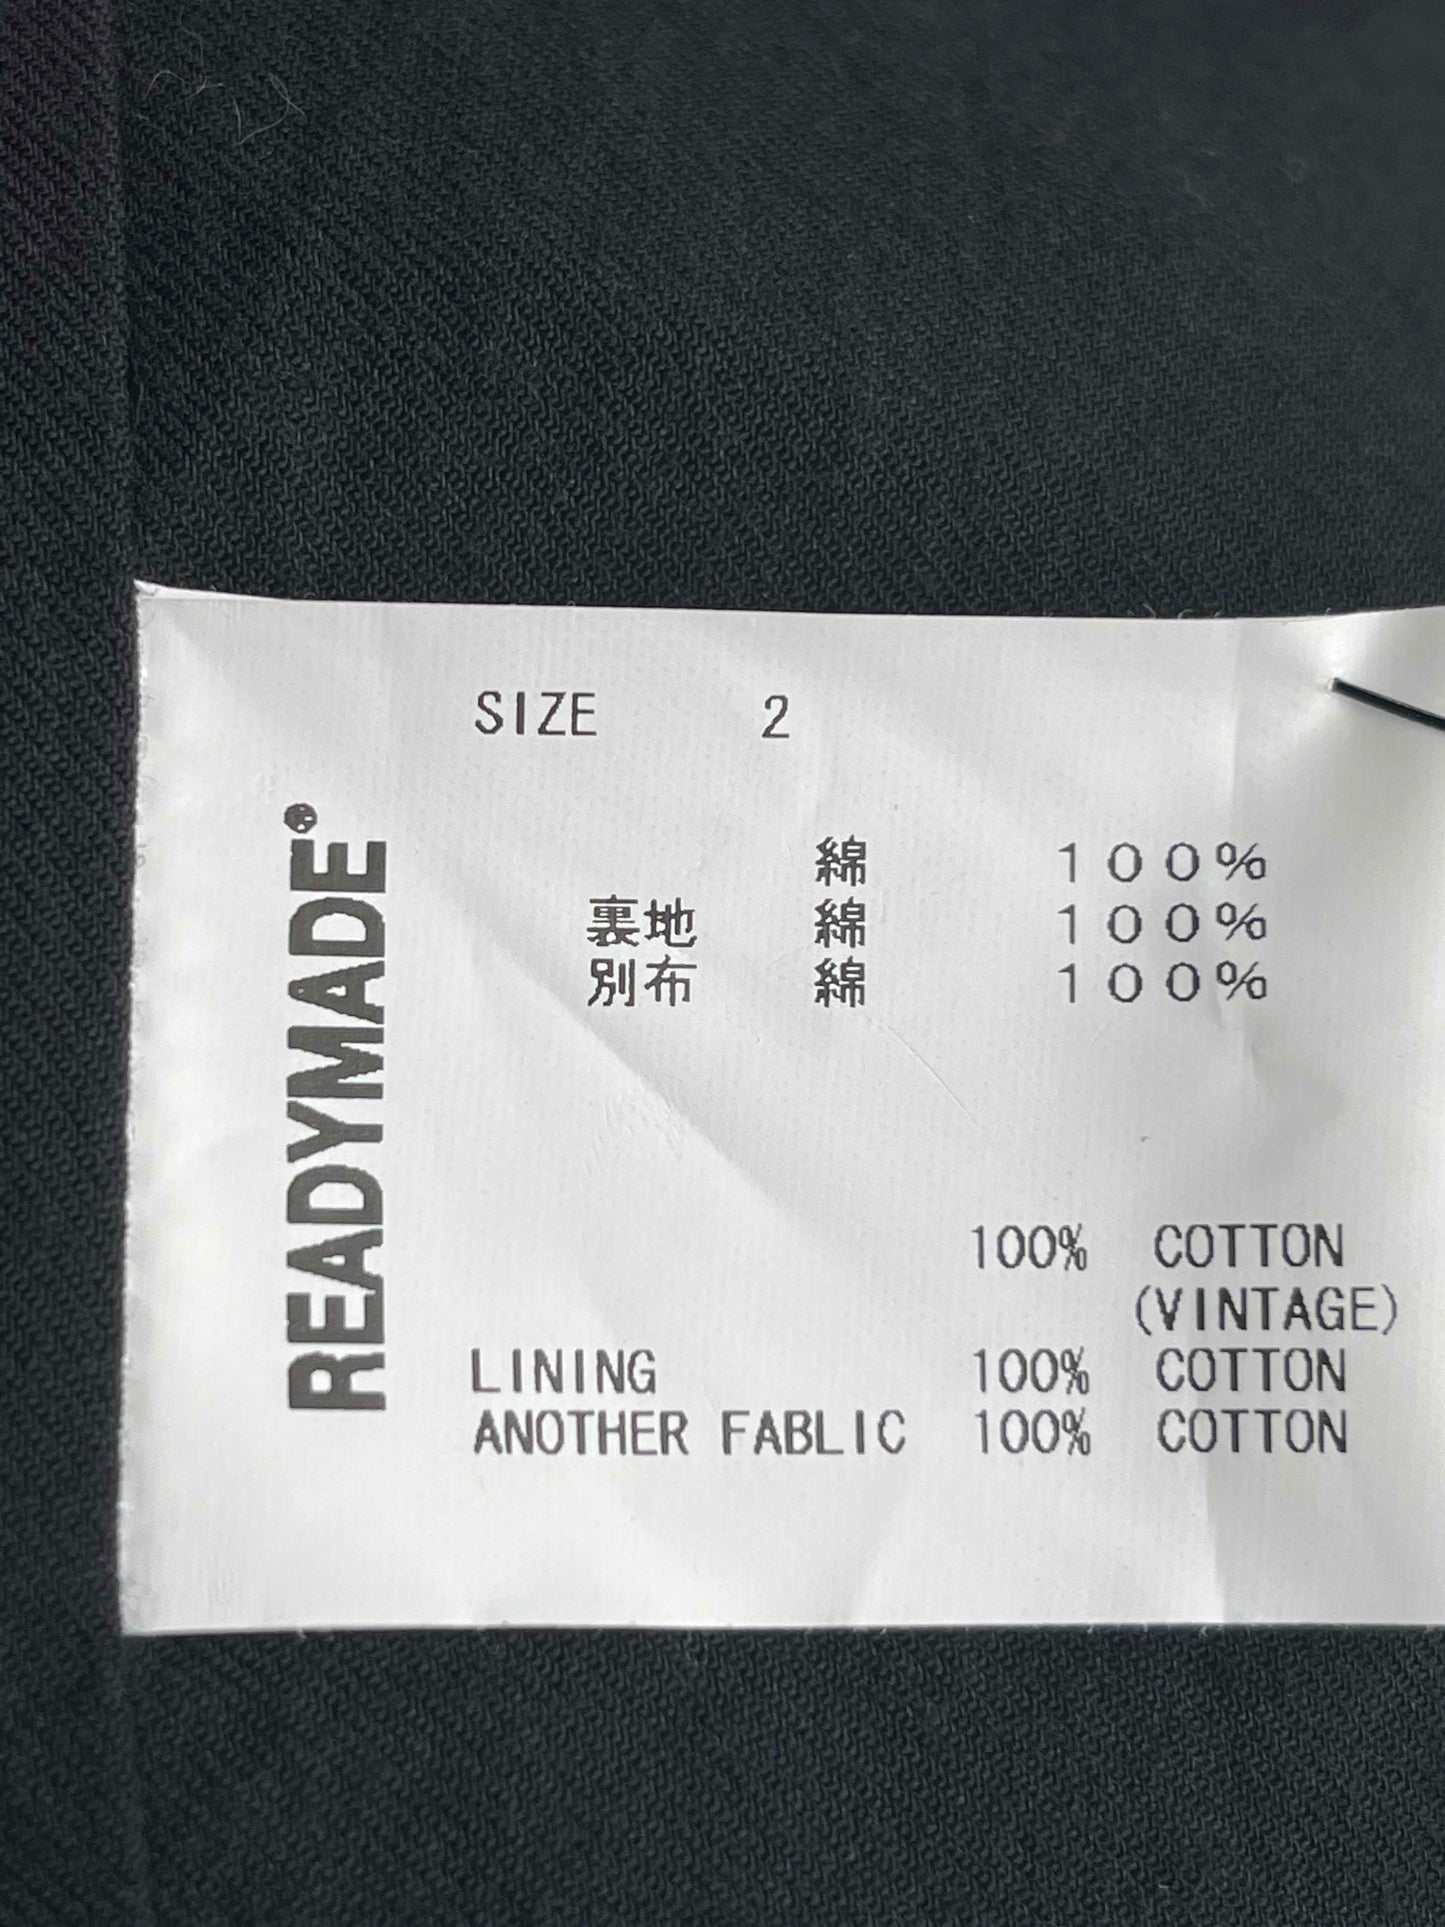 READYMADE®
SIZE 2
綿 100%
裏地 綿 100%
別布 綿 100%
100% COTTON
(VINTAGE)
LINING 100% COTTON
ANOTHER FABLIC 100% COTTON